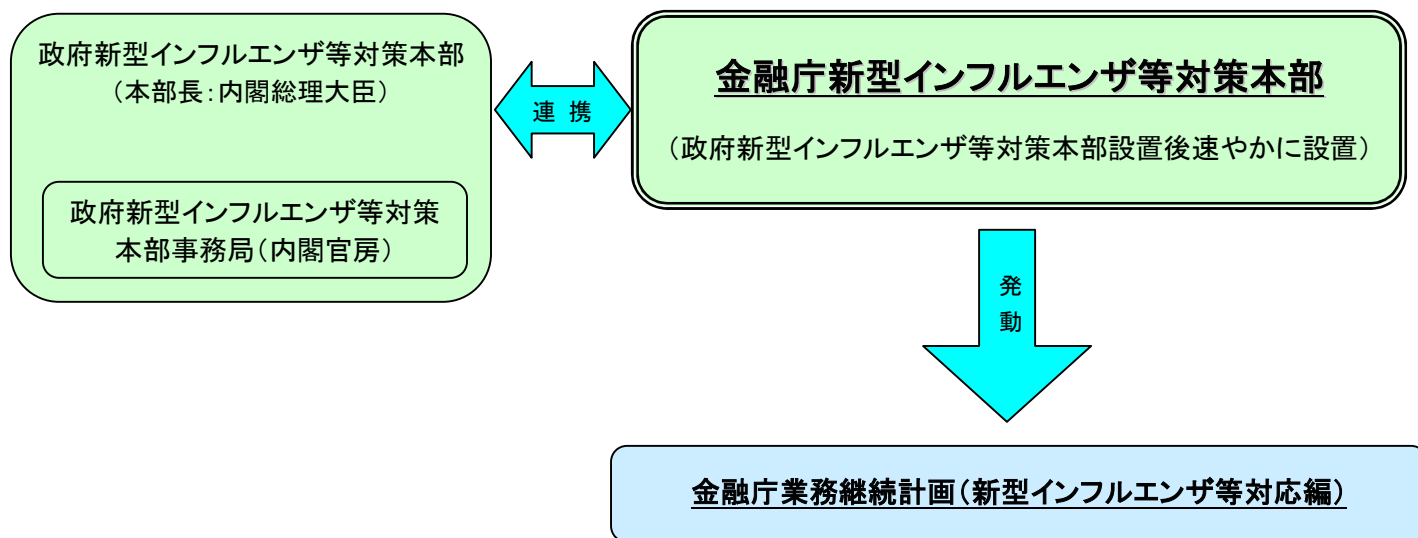 政府新型インフルエンザ等対策本部
（本部長：内閣総理大臣）
政府新型インフルエンザ等対策
本部事務局（内閣官房）
連 携
金融庁新型インフルエンザ等対策本部
（政府新型インフルエンザ等対策本部設置後速やかに設置）
発
動
金融庁業務継続計画（新型インフルエンザ等対応編）